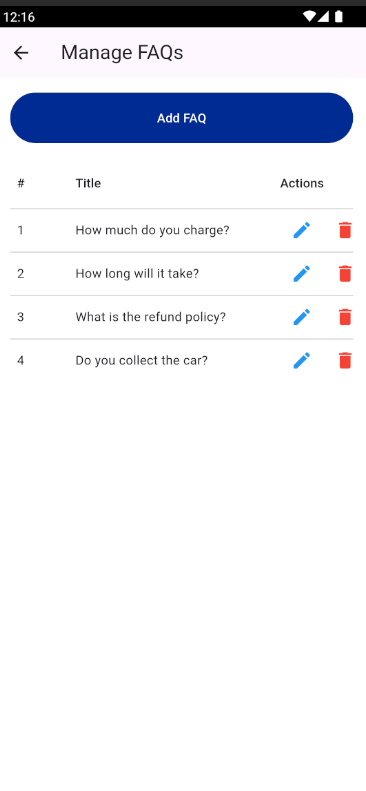 12:16
Manage FAQs
Add FAQ
# Title Actions
1 How much do you charge?
2 How long will it take?
3 What is the refund policy?
4 Do you collect the car?